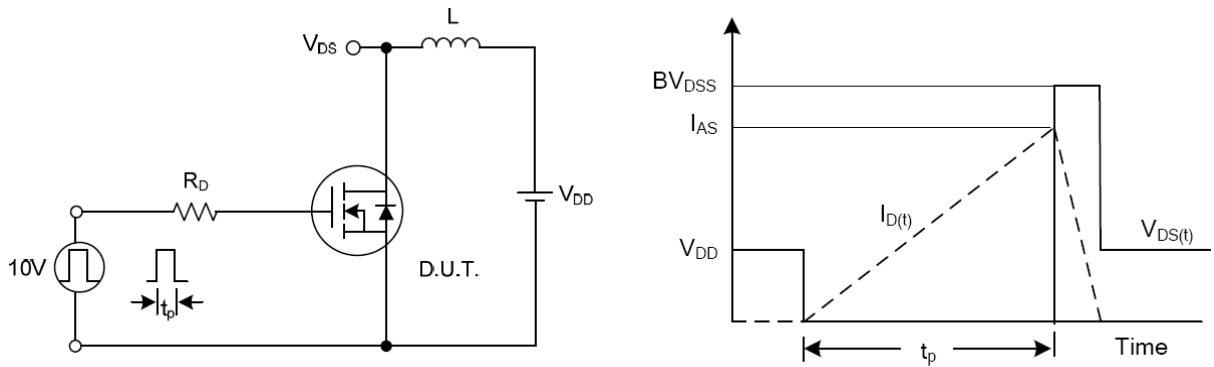 V_DS
L
R_D
V_DD
10V
t_p
D.U.T.
BV_DSS
I_AS
I_D(t)
V_DD
V_DS(t)
t_p
Time